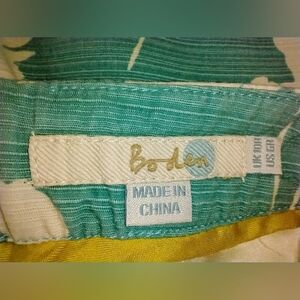 Boden
MADE IN
CHINA
UK 10R
US 6R